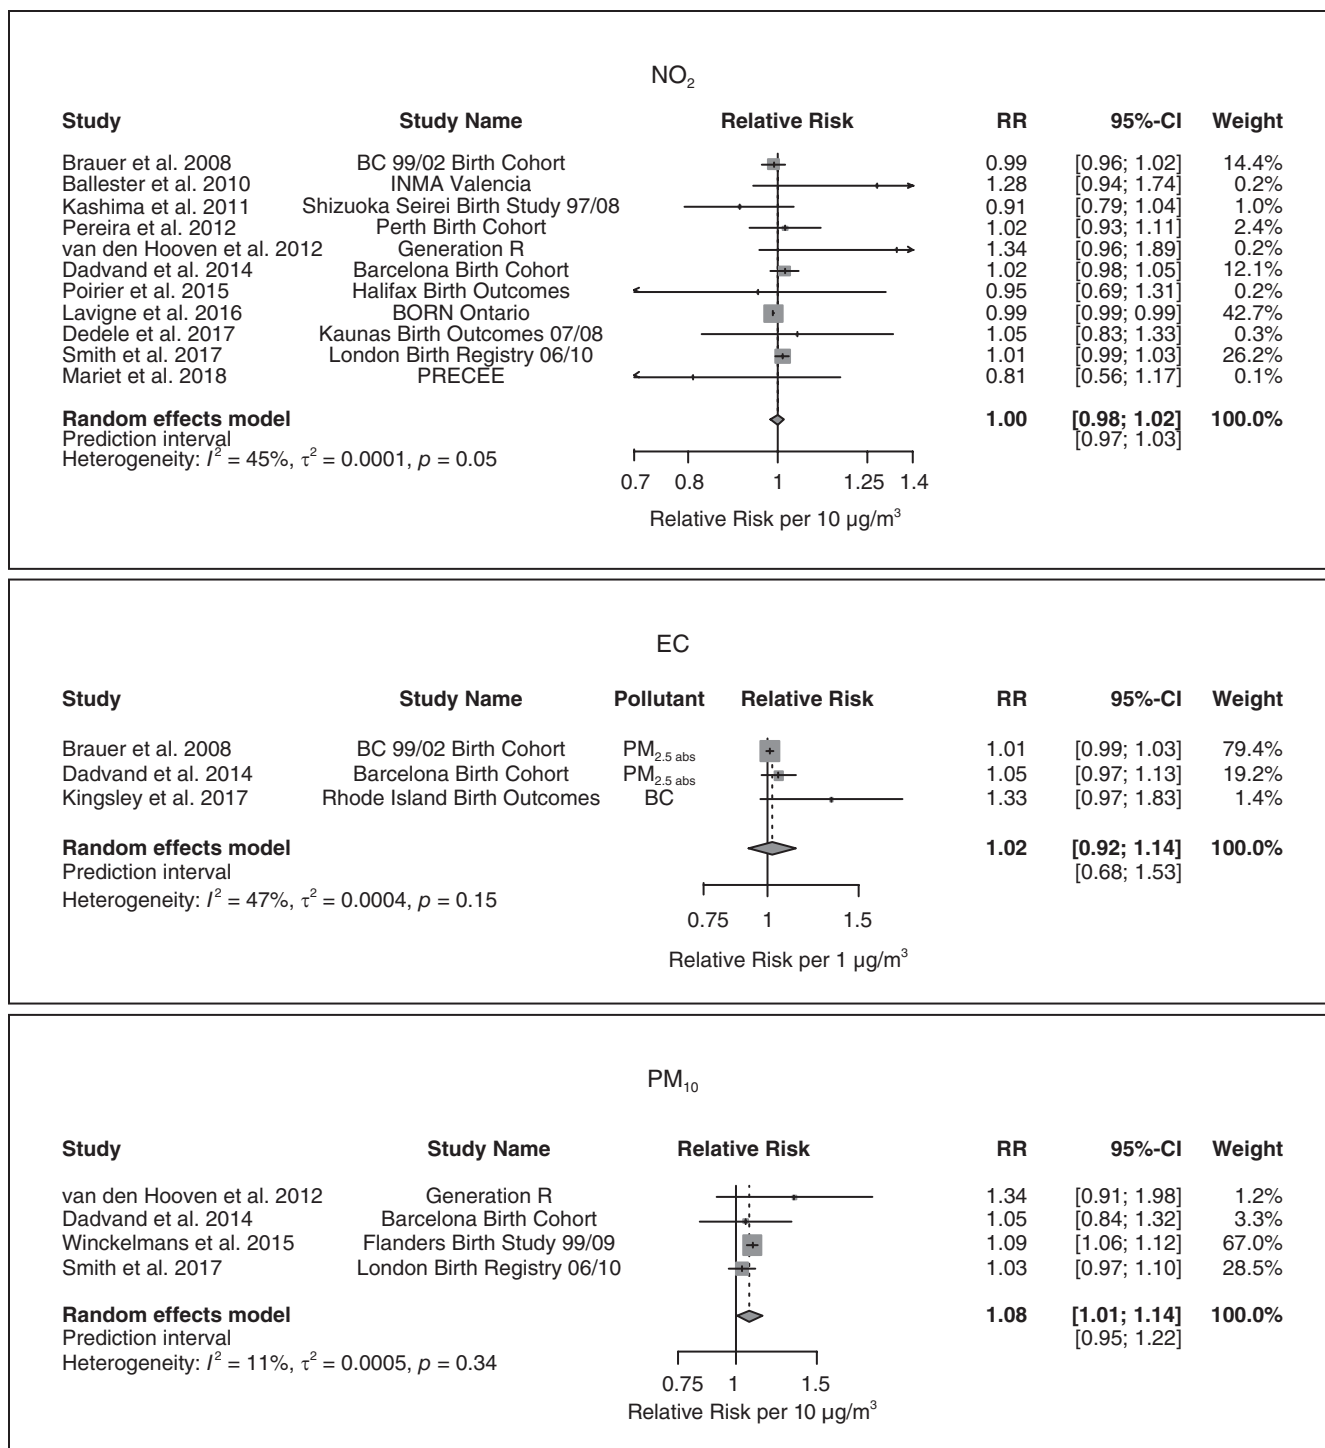 NO₂
Study Study Name Relative Risk RR 95%-CI Weight
Brauer et al. 2008 BC 99/02 Birth Cohort 0.99 [0.96; 1.02] 14.4%
Ballester et al. 2010 INMA Valencia 1.28 [0.94; 1.74] 0.2%
Kashima et al. 2011 Shizuoka Seirei Birth Study 97/08 0.91 [0.79; 1.04] 1.0%
Pereira et al. 2012 Perth Birth Cohort 1.02 [0.93; 1.11] 2.4%
van den Hooven et al. 2012 Generation R 1.34 [0.96; 1.89] 0.2%
Dadvand et al. 2014 Barcelona Birth Cohort 1.02 [0.98; 1.05] 12.1%
Poirier et al. 2015 Halifax Birth Outcomes 0.95 [0.69; 1.31] 0.2%
Lavigne et al. 2016 BORN Ontario 0.99 [0.99; 0.99] 42.7%
Dedele et al. 2017 Kaunas Birth Outcomes 07/08 1.05 [0.83; 1.33] 0.3%
Smith et al. 2017 London Birth Registry 06/10 1.01 [0.99; 1.03] 26.2%
Mariet et al. 2018 PRECEE 0.81 [0.56; 1.17] 0.1%
Random effects model 1.00 [0.98; 1.02] 100.0%
Prediction interval [0.97; 1.03]
Heterogeneity: I² = 45%, τ² = 0.0001, p = 0.05
0.7 0.8 1 1.25 1.4
Relative Risk per 10 µg/m³
EC
Study Study Name Pollutant Relative Risk RR 95%-CI Weight
Brauer et al. 2008 BC 99/02 Birth Cohort PM2.5 abs 1.01 [0.99; 1.03] 79.4%
Dadvand et al. 2014 Barcelona Birth Cohort PM2.5 abs 1.05 [0.97; 1.13] 19.2%
Kingsley et al. 2017 Rhode Island Birth Outcomes BC 1.33 [0.97; 1.83] 1.4%
Random effects model 1.02 [0.92; 1.14] 100.0%
Prediction interval [0.68; 1.53]
Heterogeneity: I² = 47%, τ² = 0.0004, p = 0.15
0.75 1 1.5
Relative Risk per 1 µg/m³
PM₁₀
Study Study Name Relative Risk RR 95%-CI Weight
van den Hooven et al. 2012 Generation R 1.34 [0.91; 1.98] 1.2%
Dadvand et al. 2014 Barcelona Birth Cohort 1.05 [0.84; 1.32] 3.3%
Winckelmans et al. 2015 Flanders Birth Study 99/09 1.09 [1.06; 1.12] 67.0%
Smith et al. 2017 London Birth Registry 06/10 1.03 [0.97; 1.10] 28.5%
Random effects model 1.08 [1.01; 1.14] 100.0%
Prediction interval [0.95; 1.22]
Heterogeneity: I² = 11%, τ² = 0.0005, p = 0.34
0.75 1 1.5
Relative Risk per 10 µg/m³